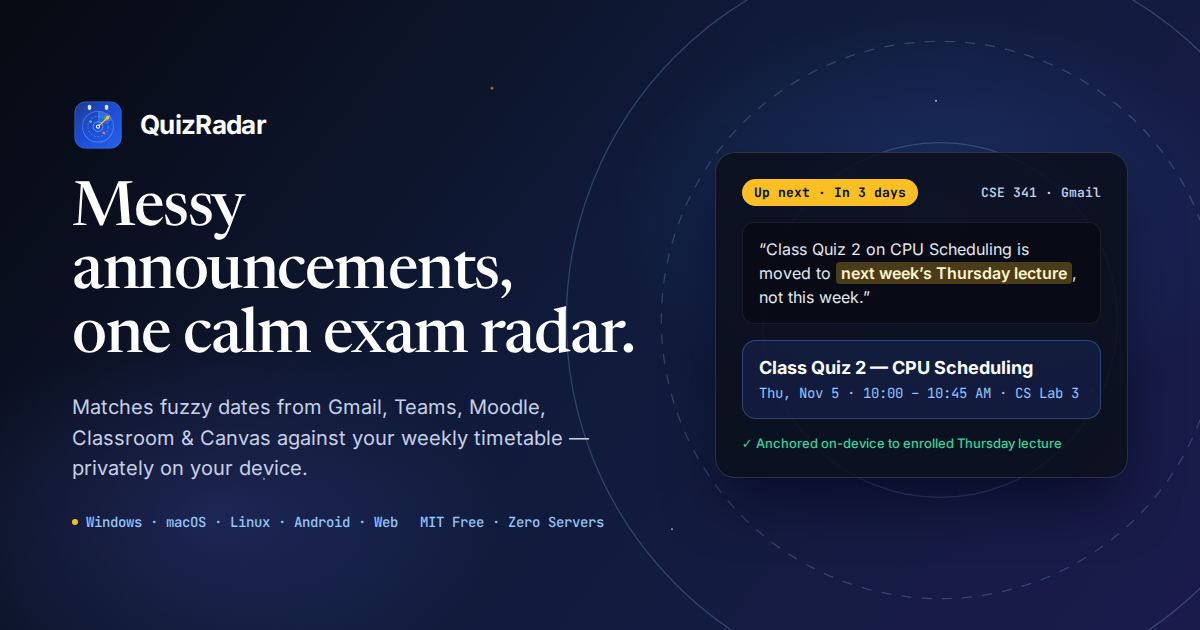 QuizRadar
Messy
announcements,
one calm exam radar.
Matches fuzzy dates from Gmail, Teams, Moodle,
Classroom & Canvas against your weekly timetable —
privately on your device.
Windows · macOS · Linux · Android · Web MIT Free · Zero Servers
Up next · In 3 days
CSE 341 · Gmail
“Class Quiz 2 on CPU Scheduling is
moved to next week’s Thursday lecture,
not this week.”
Class Quiz 2 — CPU Scheduling
Thu, Nov 5 · 10:00 – 10:45 AM · CS Lab 3
✓ Anchored on-device to enrolled Thursday lecture